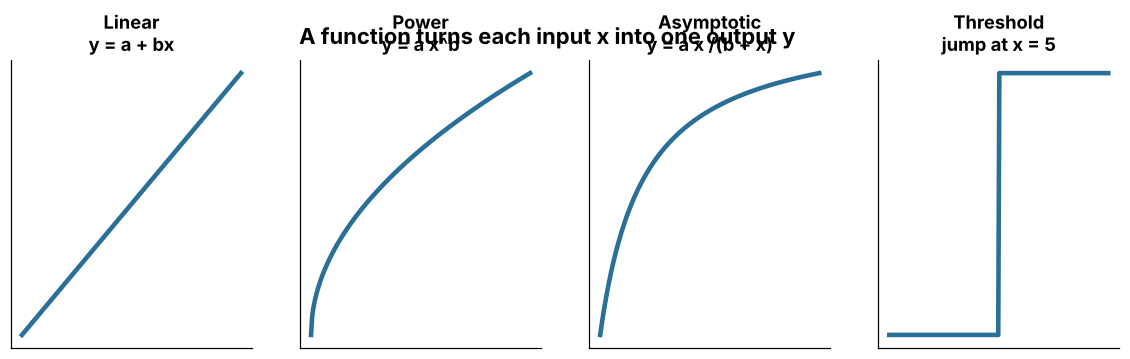 A function turns each input x into one output y
Linear
y = a + bx
Power
y = a x^b
Asymptotic
y = a x /(b + x)
Threshold
jump at x = 5